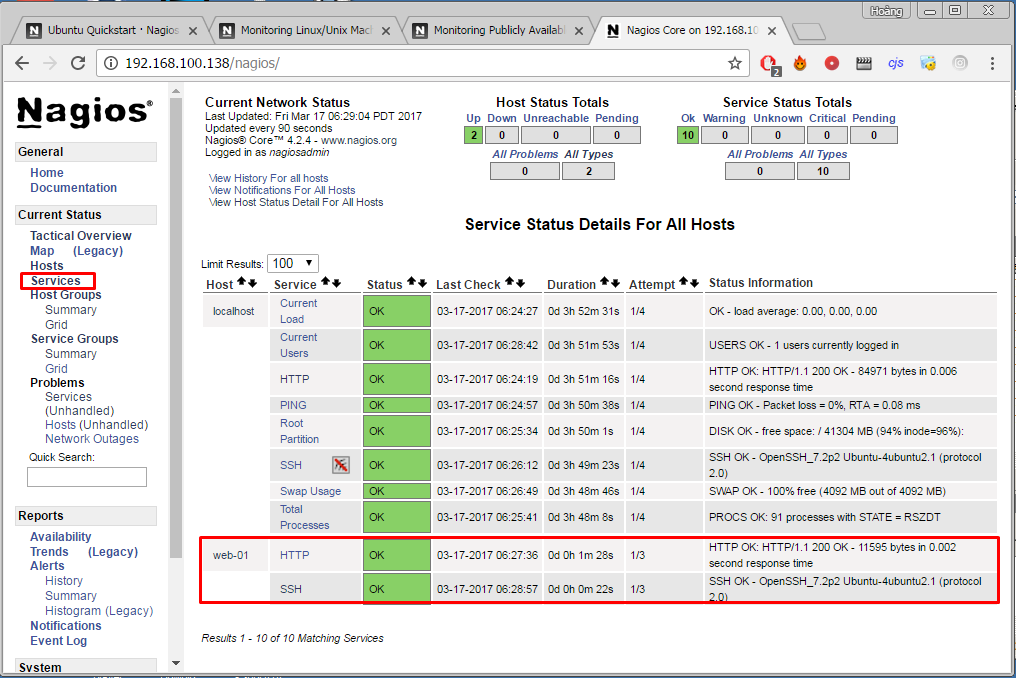 Hoàng
Ubuntu Quickstart · Nagios
Monitoring Linux/Unix Mac
Monitoring Publicly Availab
Nagios Core on 192.168.10
192.168.100.138/nagios/
2
cjs
Nagios®
General
Home
Documentation
Current Status
Tactical Overview
Map (Legacy)
Hosts
Services
Host Groups
Summary
Grid
Service Groups
Summary
Grid
Problems
Services
(Unhandled)
Hosts (Unhandled)
Network Outages
Quick Search:
Reports
Availability
Trends (Legacy)
Alerts
History
Summary
Histogram (Legacy)
Notifications
Event Log
System
Current Network Status
Last Updated: Fri Mar 17 06:29:04 PDT 2017
Updated every 90 seconds
Nagios® Core™ 4.2.4 - www.nagios.org
Logged in as nagiosadmin
View History For all hosts
View Notifications For All Hosts
View Host Status Detail For All Hosts
Host Status Totals
Up Down Unreachable Pending
2 0 0 0
All Problems All Types
0 2
Service Status Totals
Ok Warning Unknown Critical Pending
10 0 0 0 0
All Problems All Types
0 10
Service Status Details For All Hosts
Limit Results: 100
Host Service Status Last Check Duration Attempt Status Information
localhost Current Load OK 03-17-2017 06:24:27 0d 3h 52m 31s 1/4 OK - load average: 0.00, 0.00, 0.00
Current Users OK 03-17-2017 06:28:42 0d 3h 51m 53s 1/4 USERS OK - 1 users currently logged in
HTTP OK 03-17-2017 06:24:19 0d 3h 51m 16s 1/4 HTTP OK: HTTP/1.1 200 OK - 84971 bytes in 0.006 second response time
PING OK 03-17-2017 06:24:57 0d 3h 50m 38s 1/4 PING OK - Packet loss = 0%, RTA = 0.08 ms
Root Partition OK 03-17-2017 06:25:34 0d 3h 50m 1s 1/4 DISK OK - free space: / 41304 MB (94% inode=96%):
SSH OK 03-17-2017 06:26:12 0d 3h 49m 23s 1/4 SSH OK - OpenSSH_7.2p2 Ubuntu-4ubuntu2.1 (protocol 2.0)
Swap Usage OK 03-17-2017 06:26:49 0d 3h 48m 46s 1/4 SWAP OK - 100% free (4092 MB out of 4092 MB)
Total Processes OK 03-17-2017 06:25:41 0d 3h 48m 8s 1/4 PROCS OK: 91 processes with STATE = RSZDT
web-01 HTTP OK 03-17-2017 06:27:36 0d 0h 1m 28s 1/3 HTTP OK: HTTP/1.1 200 OK - 11595 bytes in 0.002 second response time
SSH OK 03-17-2017 06:28:57 0d 0h 0m 22s 1/3 SSH OK - OpenSSH_7.2p2 Ubuntu-4ubuntu2.1 (protocol 2.0)
Results 1 - 10 of 10 Matching Services